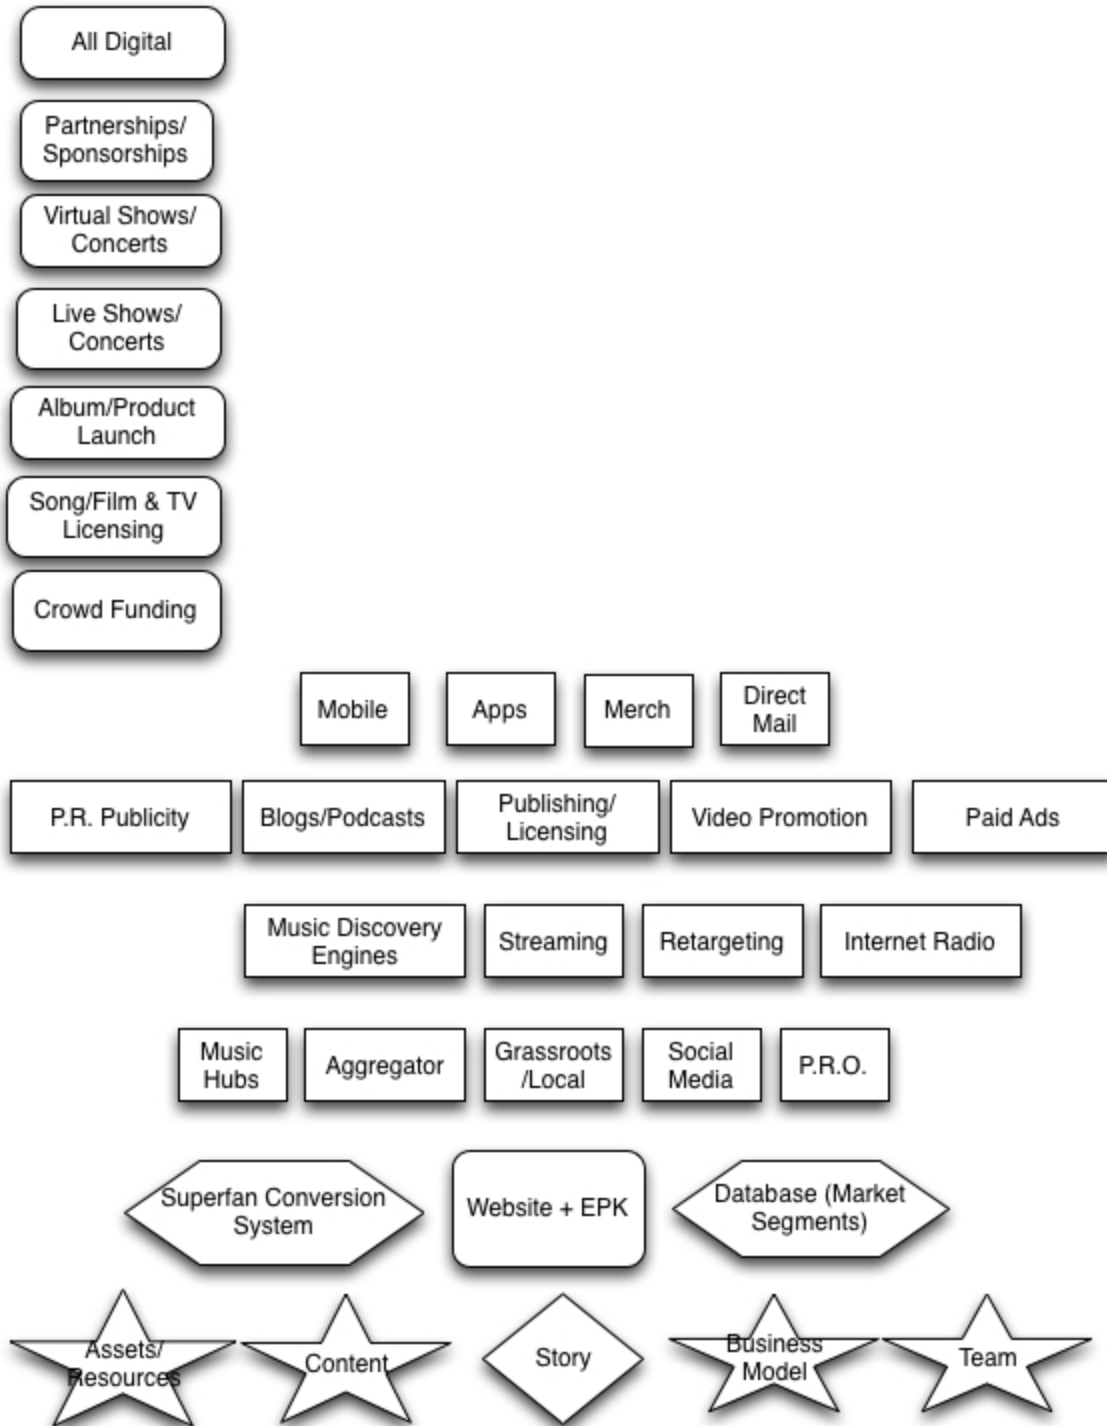 All Digital
Partnerships/
Sponsorships
Virtual Shows/
Concerts
Live Shows/
Concerts
Album/Product
Launch
Song/Film & TV
Licensing
Crowd Funding
Mobile
Apps
Merch
Direct
Mail
P.R. Publicity
Blogs/Podcasts
Publishing/
Licensing
Video Promotion
Paid Ads
Music Discovery
Engines
Streaming
Retargeting
Internet Radio
Music
Hubs
Aggregator
Grassroots
/Local
Social
Media
P.R.O.
Superfan Conversion
System
Website + EPK
Database (Market
Segments)
Assets/
Resources
Content
Story
Business
Model
Team